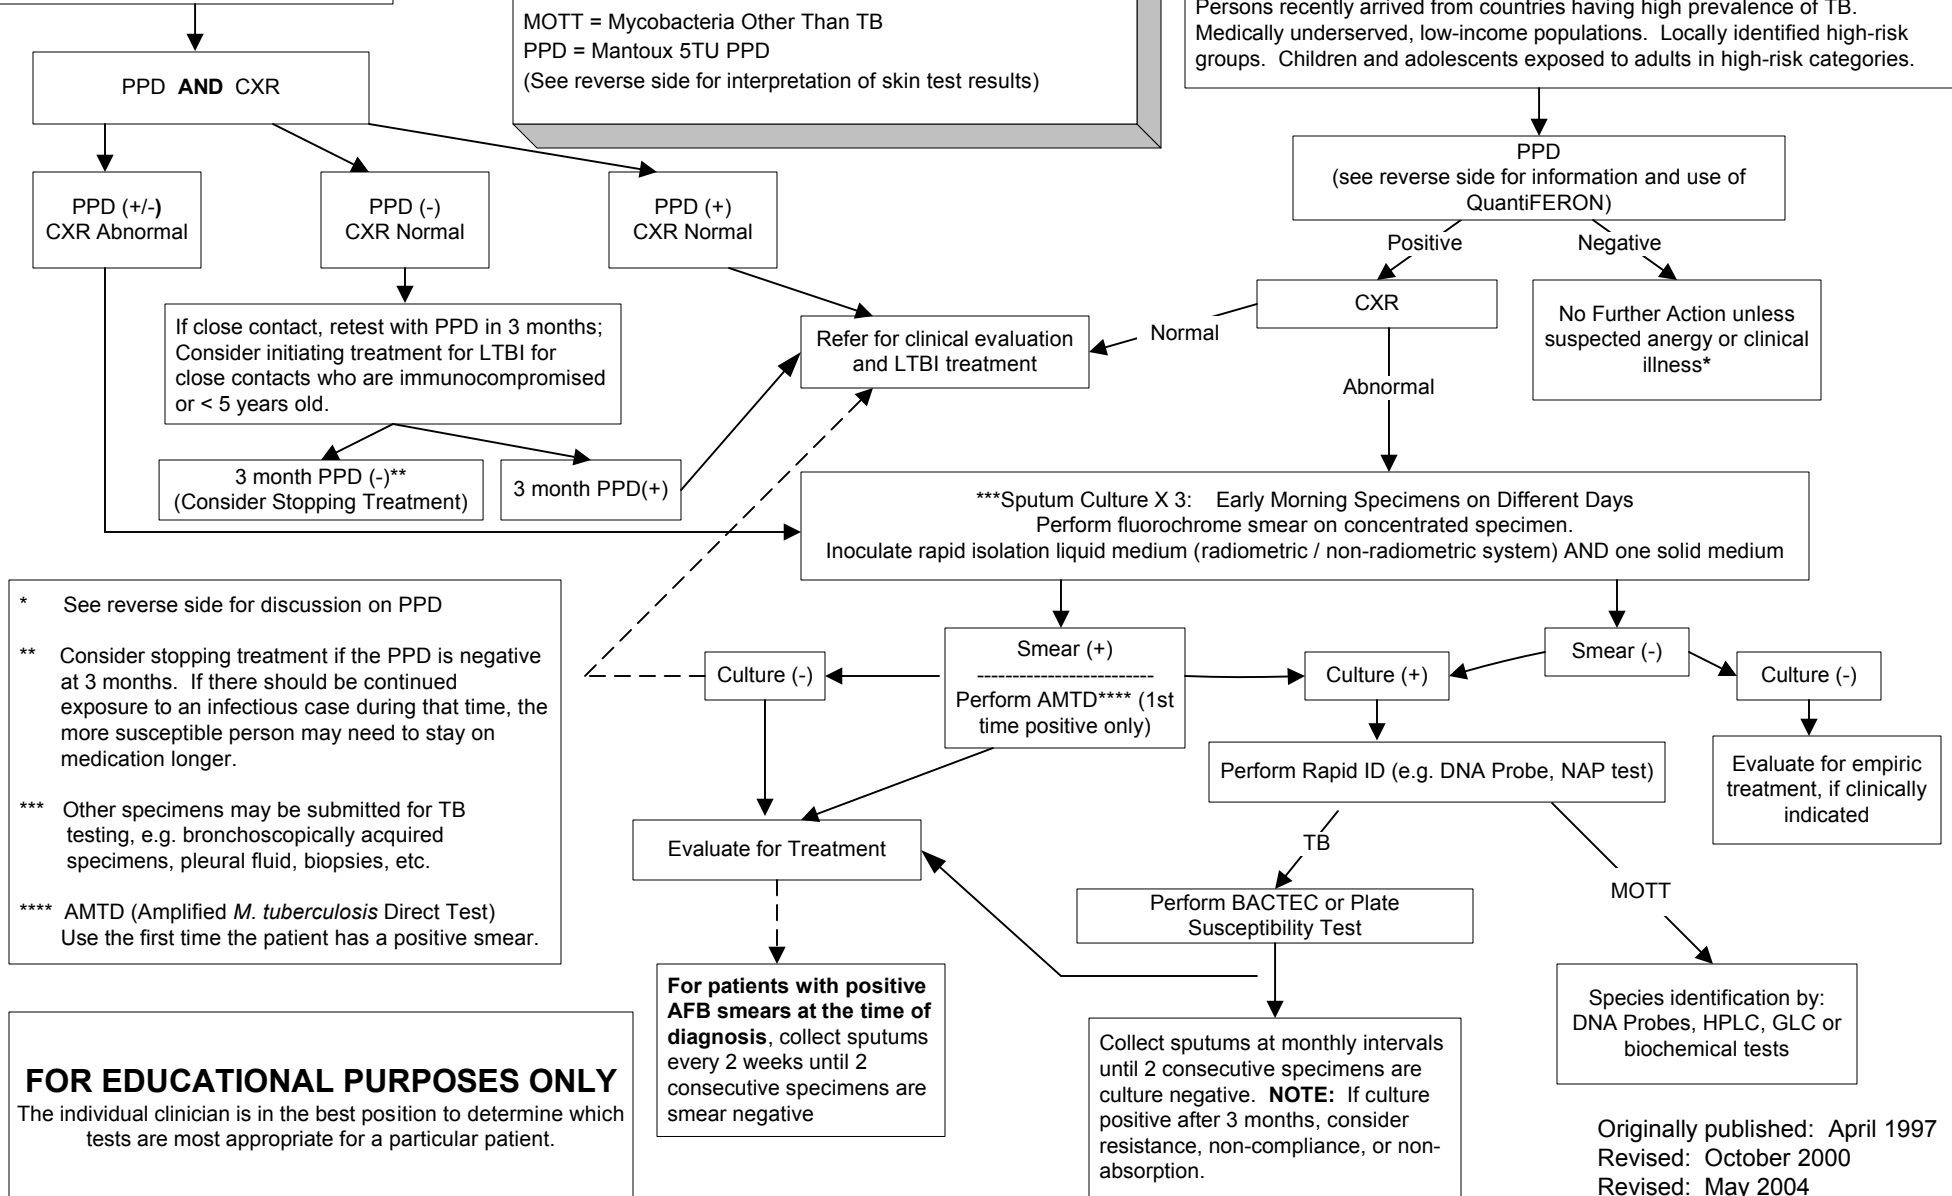 MOTT = Mycobacteria Other Than TB
PPD = Mantoux 5TU PPD
(See reverse side for interpretation of skin test results)
Persons recently arrived from countries having high prevalence of TB.
Medically underserved, low-income populations. Locally identified high-risk
groups. Children and adolescents exposed to adults in high-risk categories.
PPD AND CXR
PPD
(see reverse side for information and use of
QuantiFERON)
PPD (+/-)
CXR Abnormal
PPD (-)
CXR Normal
PPD (+)
CXR Normal
Positive
Negative
CXR
No Further Action unless
suspected anergy or clinical
illness*
If close contact, retest with PPD in 3 months;
Consider initiating treatment for LTBI for
close contacts who are immunocompromised
or < 5 years old.
Refer for clinical evaluation
and LTBI treatment
Normal
Abnormal
3 month PPD (-)**
(Consider Stopping Treatment)
3 month PPD(+)
***Sputum Culture X 3: Early Morning Specimens on Different Days
Perform fluorochrome smear on concentrated specimen.
Inoculate rapid isolation liquid medium (radiometric / non-radiometric system) AND one solid medium
* See reverse side for discussion on PPD
** Consider stopping treatment if the PPD is negative
at 3 months. If there should be continued
exposure to an infectious case during that time, the
more susceptible person may need to stay on
medication longer.
*** Other specimens may be submitted for TB
testing, e.g. bronchoscopically acquired
specimens, pleural fluid, biopsies, etc.
**** AMTD (Amplified M. tuberculosis Direct Test)
Use the first time the patient has a positive smear.
Culture (-)
Smear (+)
--------------------------
Perform AMTD**** (1st
time positive only)
Culture (+)
Smear (-)
Culture (-)
Perform Rapid ID (e.g. DNA Probe, NAP test)
Evaluate for empiric
treatment, if clinically
indicated
Evaluate for Treatment
TB
MOTT
Perform BACTEC or Plate
Susceptibility Test
For patients with positive
AFB smears at the time of
diagnosis, collect sputums
every 2 weeks until 2
consecutive specimens are
smear negative
Collect sputums at monthly intervals
until 2 consecutive specimens are
culture negative. NOTE: If culture
positive after 3 months, consider
resistance, non-compliance, or non-
absorption.
Species identification by:
DNA Probes, HPLC, GLC or
biochemical tests
FOR EDUCATIONAL PURPOSES ONLY
The individual clinician is in the best position to determine which
tests are most appropriate for a particular patient.
Originally published: April 1997
Revised: October 2000
Revised: May 2004